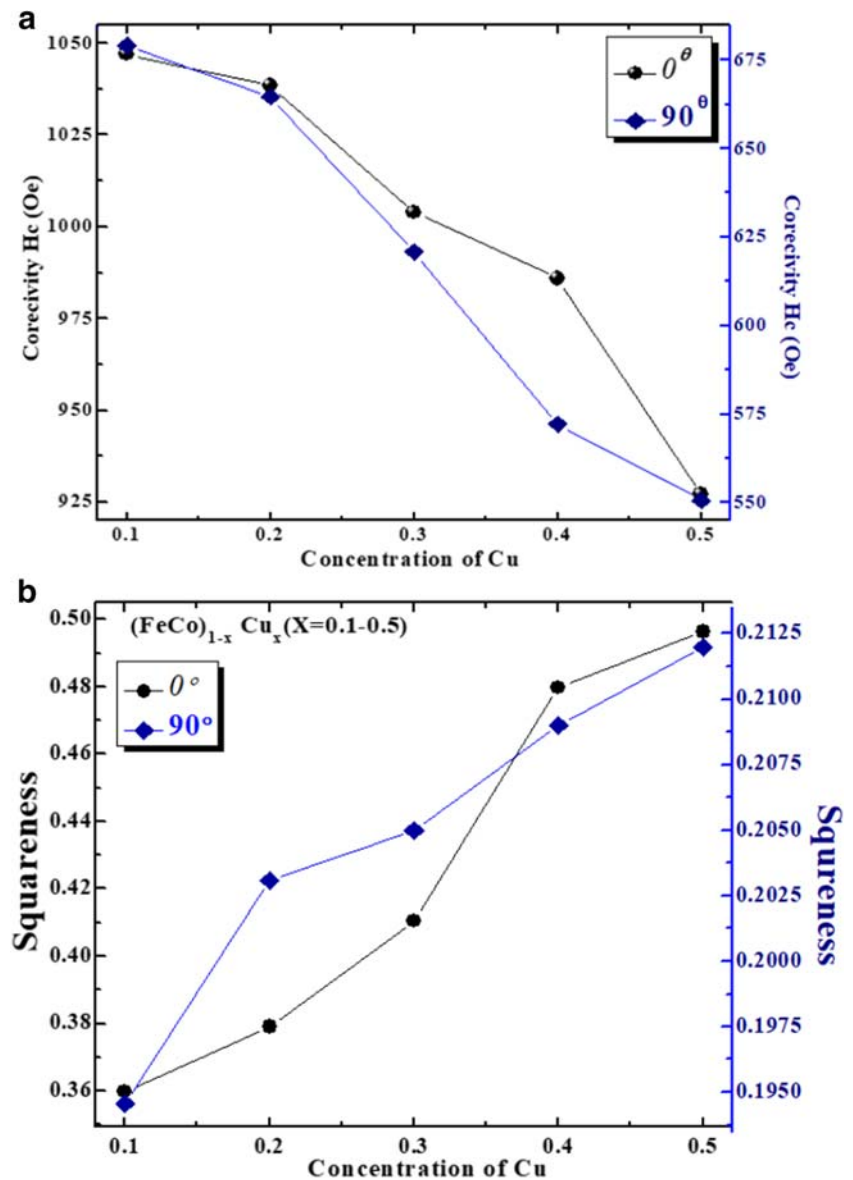 a
1050
1025
1000
975
950
925
Corecivity Hc (Oe)
0θ
90θ
675
650
625
600
575
550
Corecivity Hc (Oe)
0.1 0.2 0.3 0.4 0.5
Concentration of Cu
b
(FeCo)1-x Cux(X=0.1-0.5)
0°
90°
0.50
0.48
0.46
0.44
0.42
0.40
0.38
0.36
Squareness
0.2125
0.2100
0.2075
0.2050
0.2025
0.2000
0.1975
0.1950
Squreness
0.1 0.2 0.3 0.4 0.5
Concentration of Cu